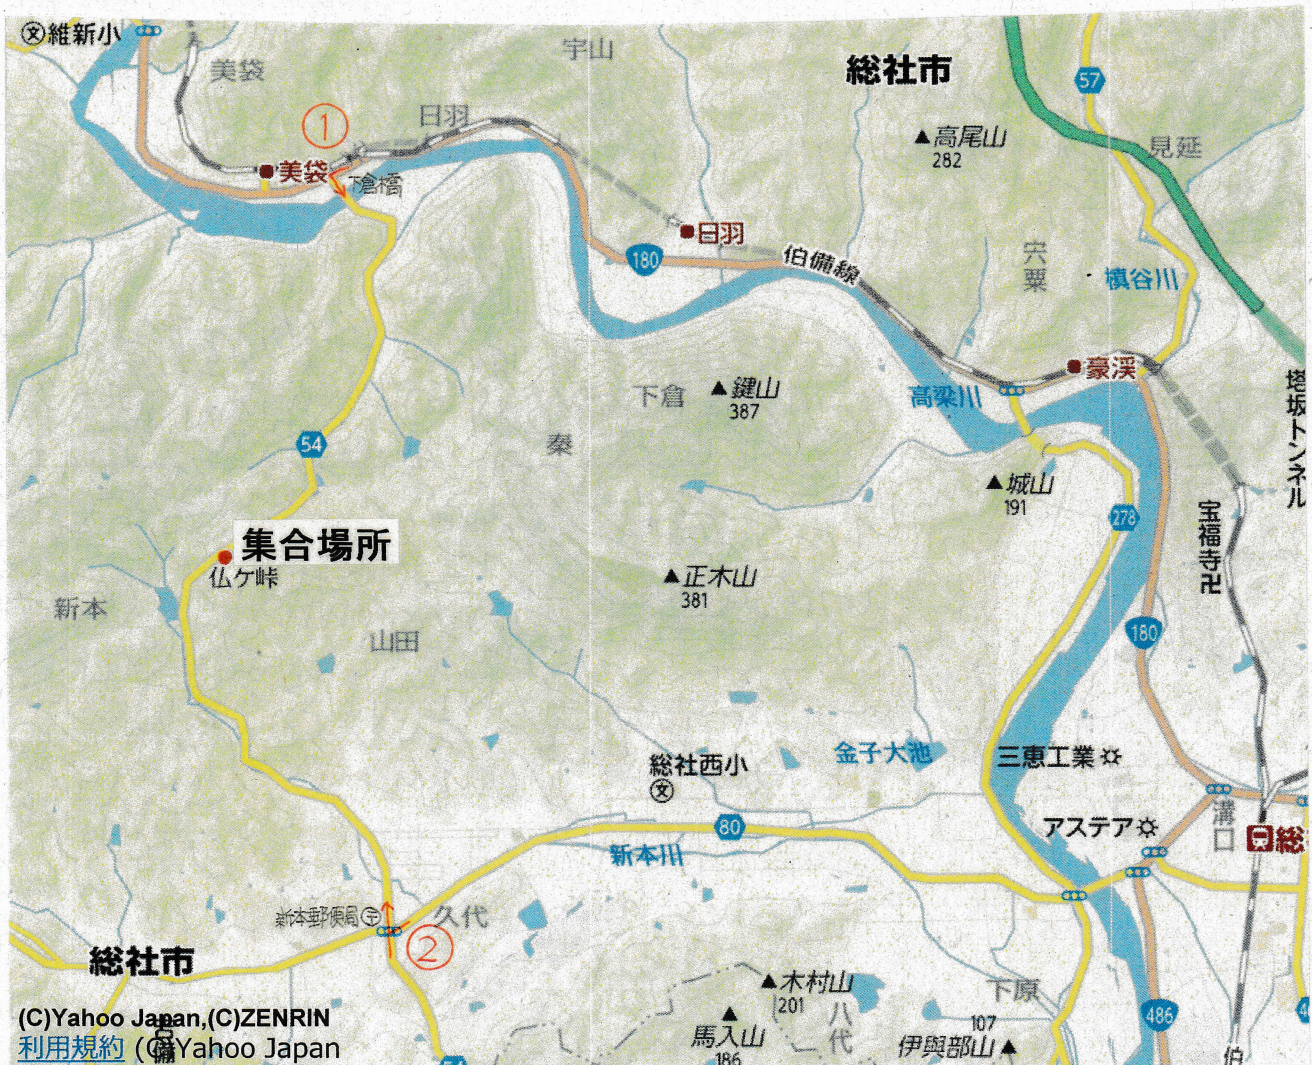 維新小
美袋
宇山
総社市
57
高尾山
282
見延
①
日羽
美袋
下倉橋
日羽
180
伯備線
宍粟
槙谷川
豪渓
塔坂トンネル
下倉
鍵山
387
高梁川
秦
54
城山
191
278
宝福寺
集合場所
仏ケ峠
新本
正木山
381
山田
180
総社西小
金子大池
三恵工業
溝口
アステア
総
80
新本川
新本郵便局
久代
②
総社市
木村山
201
八代
下原
馬入山
186
107
伊與部山
486
伯
(C)Yahoo Japan,(C)ZENRIN
利用規約 (C)Yahoo Japan